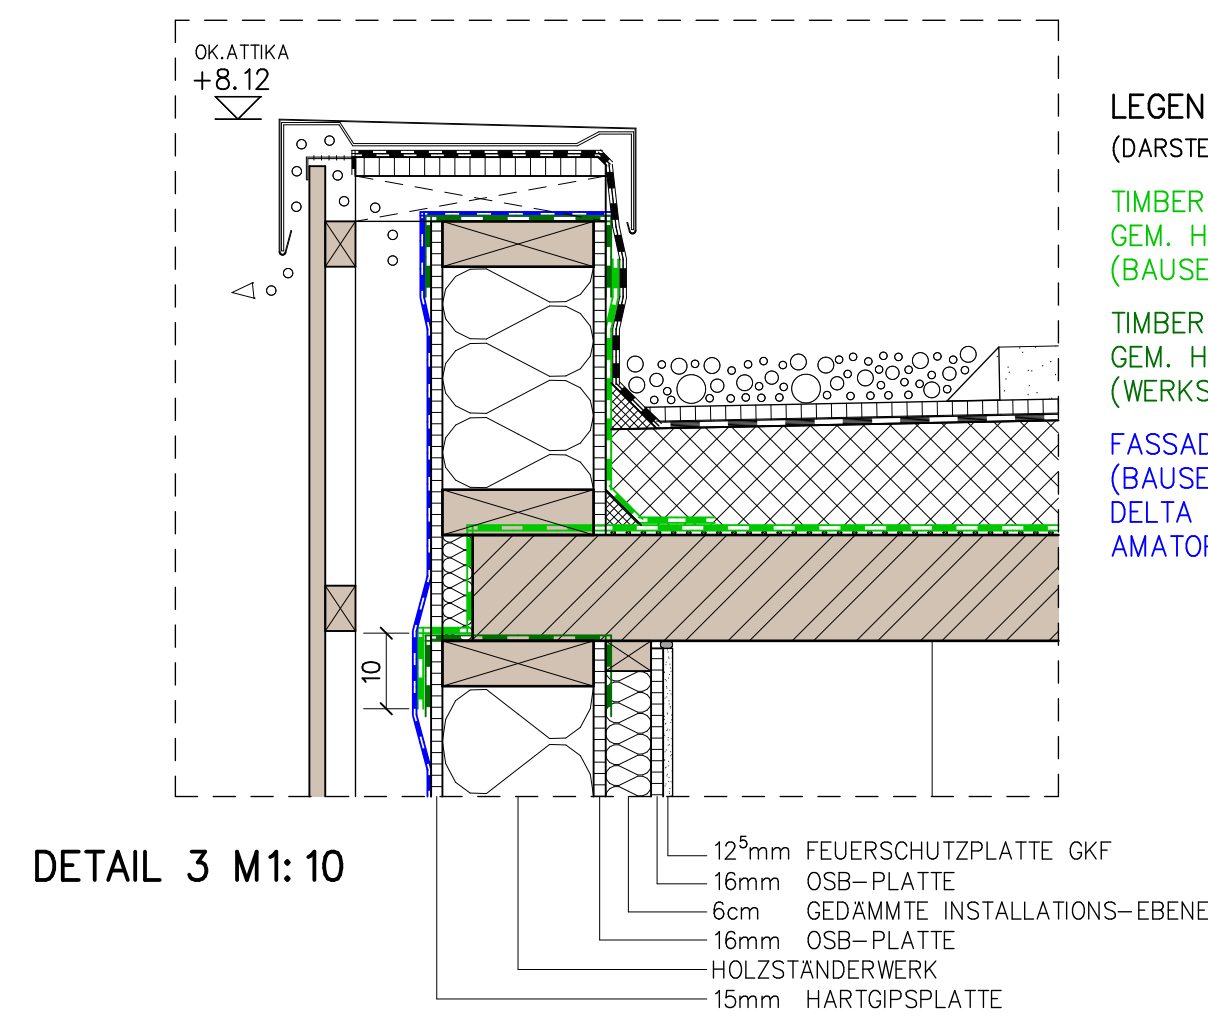 OK.ATTIKA
+8.12
LEGEN
(DARSTE
TIMBER
GEM. H
(BAUSE
TIMBER
GEM. H
(WERKS
FASSAD
(BAUSE
DELTA
AMATOR
10
DETAIL 3 M1:10
12⁵mm FEUERSCHUTZPLATTE GKF
16mm OSB-PLATTE
6cm GEDÄMMTE INSTALLATIONS-EBENE
16mm OSB-PLATTE
HOLZSTÄNDERWERK
15mm HARTGIPSPLATTE